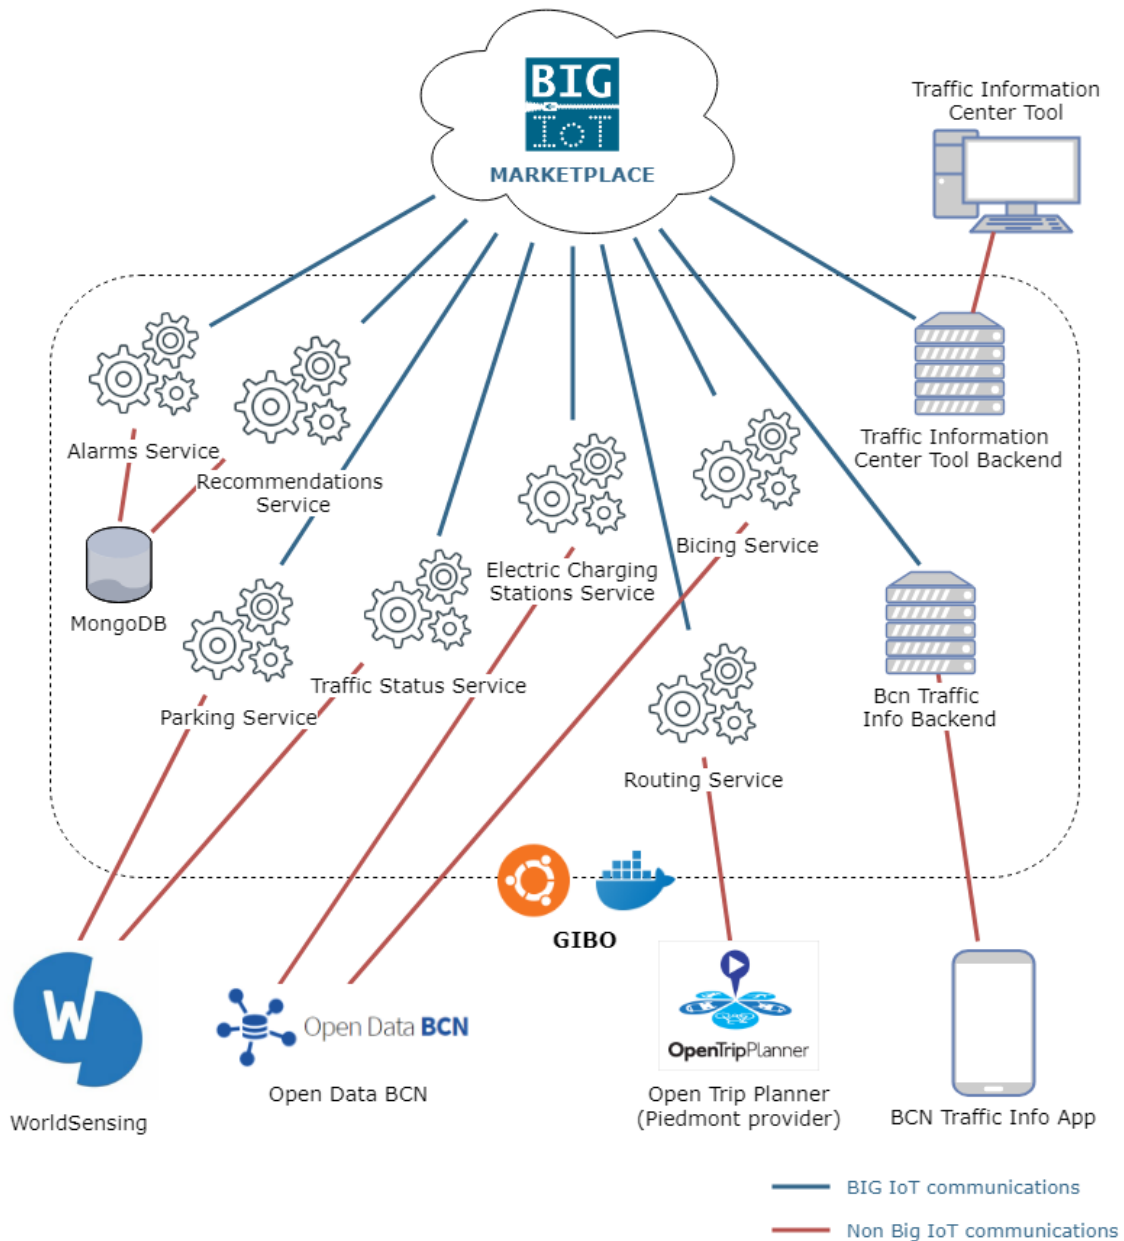 BIG
IoT
MARKETPLACE
Traffic Information
Center Tool
Alarms Service
Recommendations
Service
MongoDB
Parking Service
Traffic Status Service
Electric Charging
Stations Service
Bicing Service
Routing Service
Traffic Information
Center Tool Backend
Bcn Traffic
Info Backend
GIBO
W
WorldSensing
Open Data BCN
Open Data BCN
OpenTripPlanner
Open Trip Planner
(Piedmont provider)
BCN Traffic Info App
BIG IoT communications
Non Big IoT communications